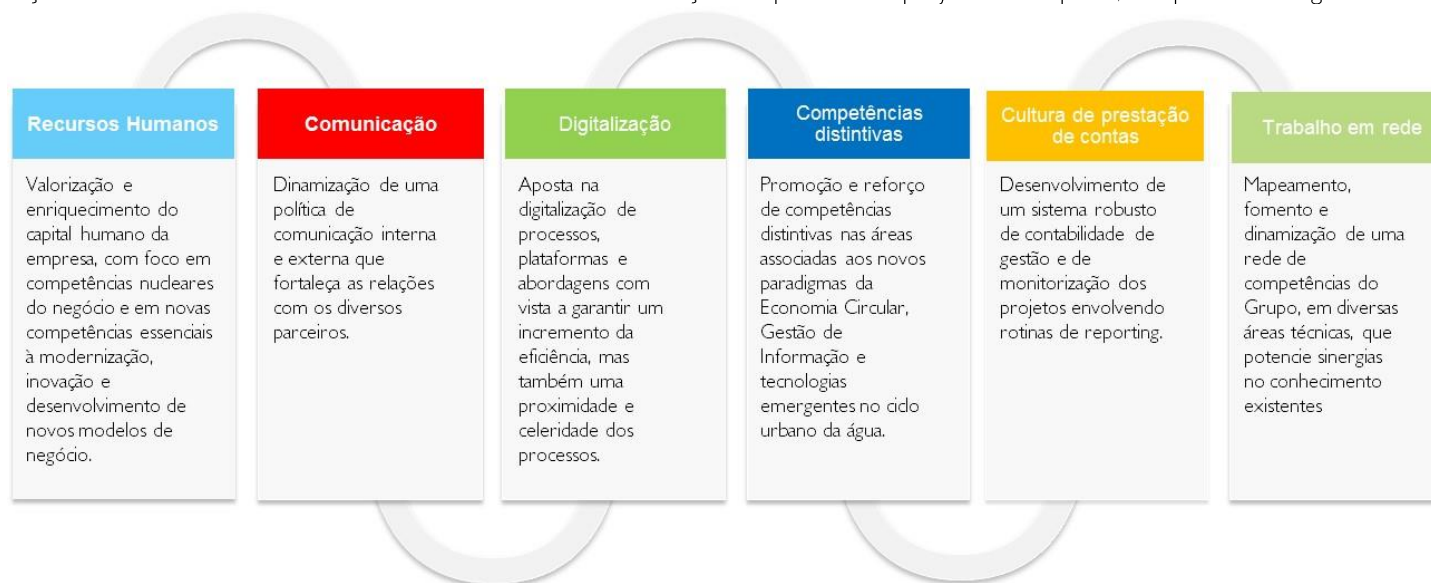 Recursos Humanos
Valorização e
enriquecimento do
capital humano da
empresa, com foco em
competências nucleares
do negócio e em novas
competências essenciais
à modernização,
inovação e
desenvolvimento de
novos modelos de
negócio.
Comunicação
Dinamização de uma
política de
comunicação interna
e externa que
fortaleça as relações
com os diversos
parceiros.
Digitalização
Aposta na
digitalização de
processos,
plataformas e
abordagens com
vista a garantir um
incremento da
eficiência, mas
também uma
proximidade e
celeridade dos
processos.
Competências
distintivas
Promoção e reforço
de competências
distintivas nas áreas
associadas aos novos
paradigmas da
Economia Circular,
Gestão de
Informação e
tecnologias
emergentes no ciclo
urbano da água.
Cultura de prestação
de contas
Desenvolvimento de
um sistema robusto
de contabilidade de
gestão e de
monitorização dos
projetos envolvendo
rotinas de reporting.
Trabalho em rede
Mapeamento,
fomento e
dinamização de uma
rede de
competências do
Grupo, em diversas
áreas técnicas, que
potencie sinergias
no conhecimento
existentes